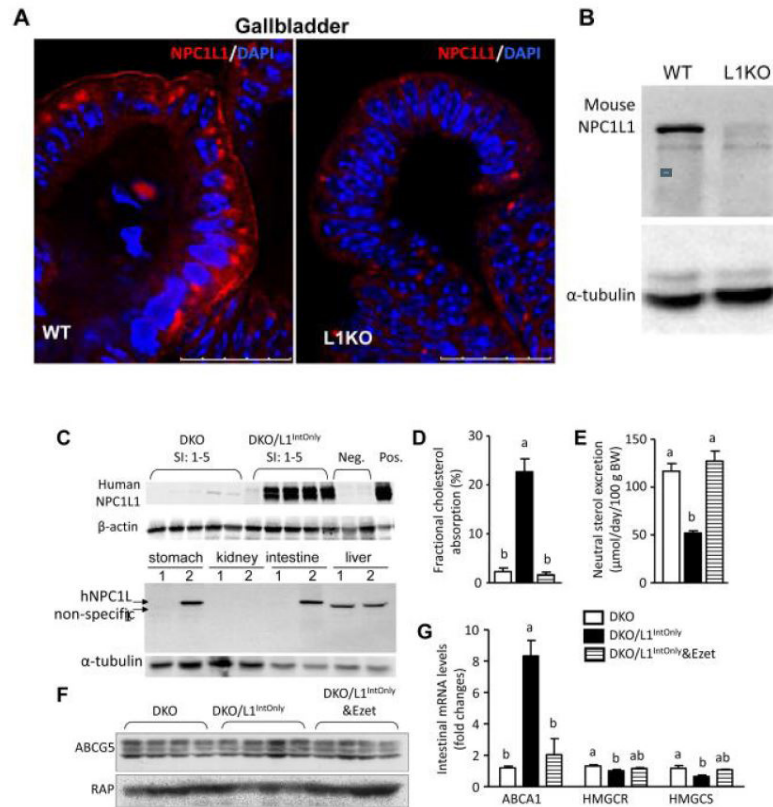 A
Gallbladder
NPC1L1/DAPI
NPC1L1/DAPI
WT
L1KO
B
WT L1KO
Mouse
NPC1L1
α-tubulin
C
DKO
SI: 1-5
DKO/L1IntOnly
SI: 1-5
Neg. Pos.
Human
NPC1L1
β-actin
stomach kidney intestine liver
1 2 1 2 1 2 1 2
hNPC1L
non-specific
α-tubulin
D
Fractional cholesterol
absorption (%)
30
20
10
0
b a b
E
Neutral sterol excretion
(μmol/day/100 g BW)
150
100
50
0
a b a
DKO
DKO/L1IntOnly
DKO/L1IntOnly&Ezet
F
DKO DKO/L1IntOnly DKO/L1IntOnly
&Ezet
ABCG5
RAP
G
Intestinal mRNA levels
(fold changes)
10
8
6
4
2
0
b a b a b ab a b ab
ABCA1 HMGCR HMGCS